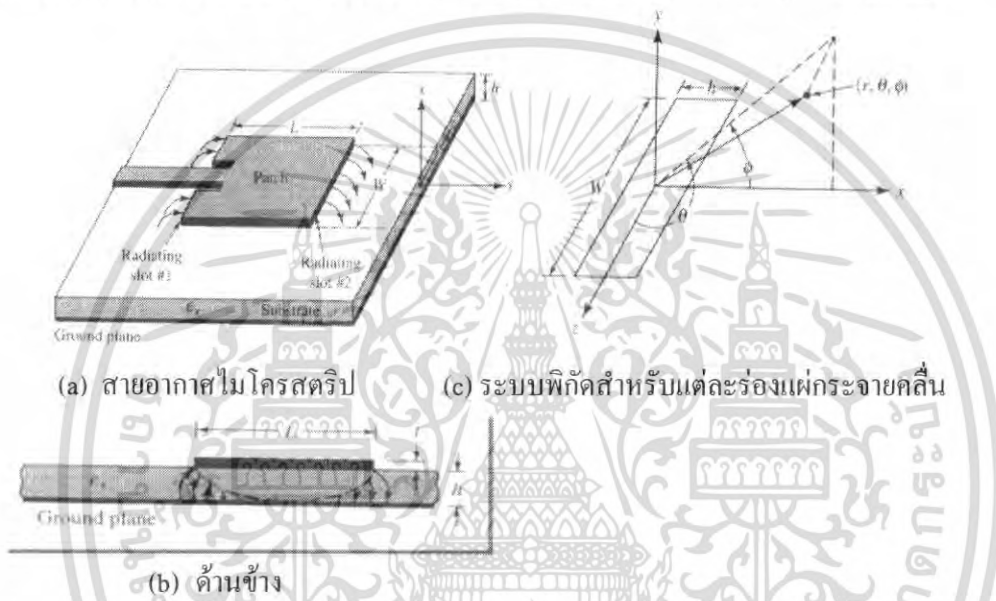 L
h
Patch
W
Radiating
slot #1
Radiating
slot #2
εr Substrate
Ground plane
y
h
(r, θ, φ)
W
φ
x
θ
z
(a) สายอากาศไมโครสตริป
(c) ระบบพิกัดสำหรับแต่ละร่องแผ่กระจายคลื่น
L
t
εr
h
Ground plane
(b) ด้านข้าง